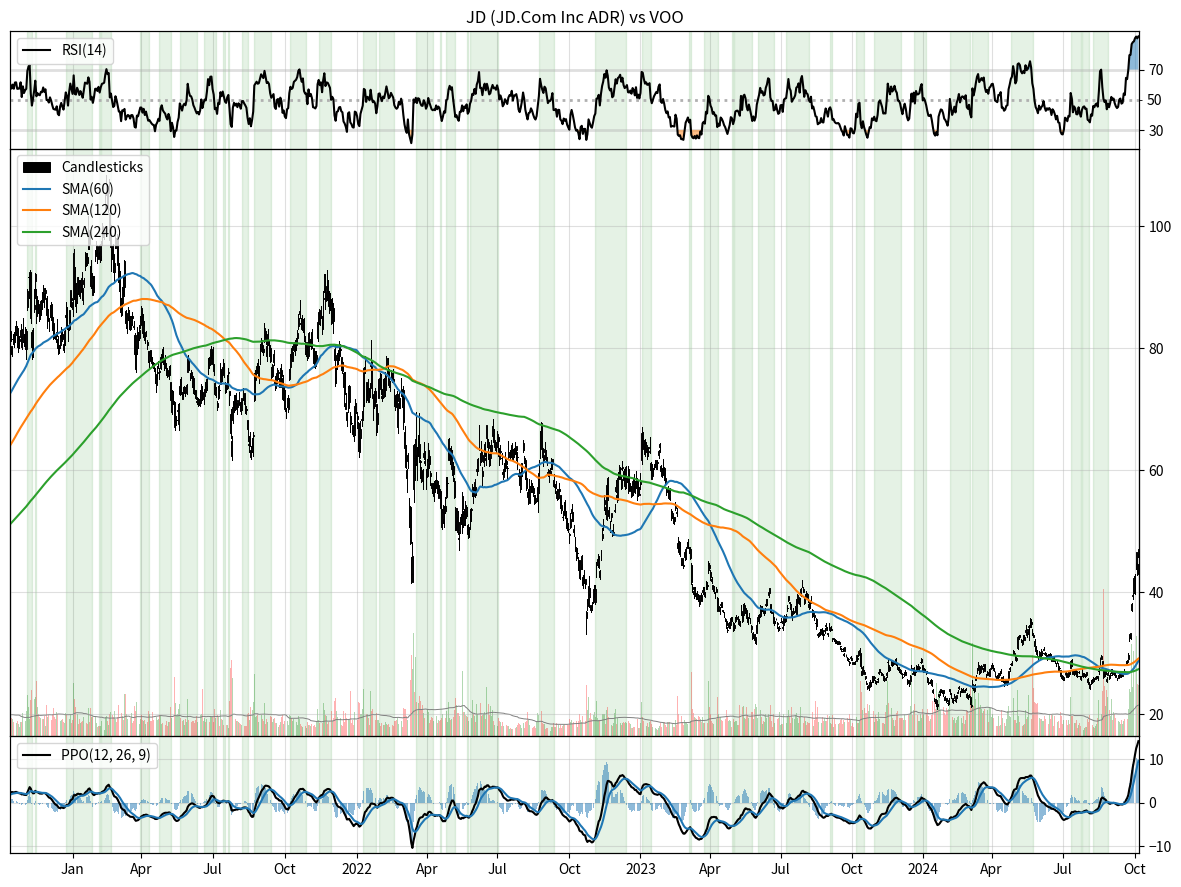 JD (JD.Com Inc ADR) vs VOO
RSI(14)
70
50
30
Candlesticks
SMA(60)
SMA(120)
SMA(240)
100
80
60
40
20
PPO(12, 26, 9)
10
0
−10
Jan Apr Jul Oct 2022 Apr Jul Oct 2023 Apr Jul Oct 2024 Apr Jul Oct